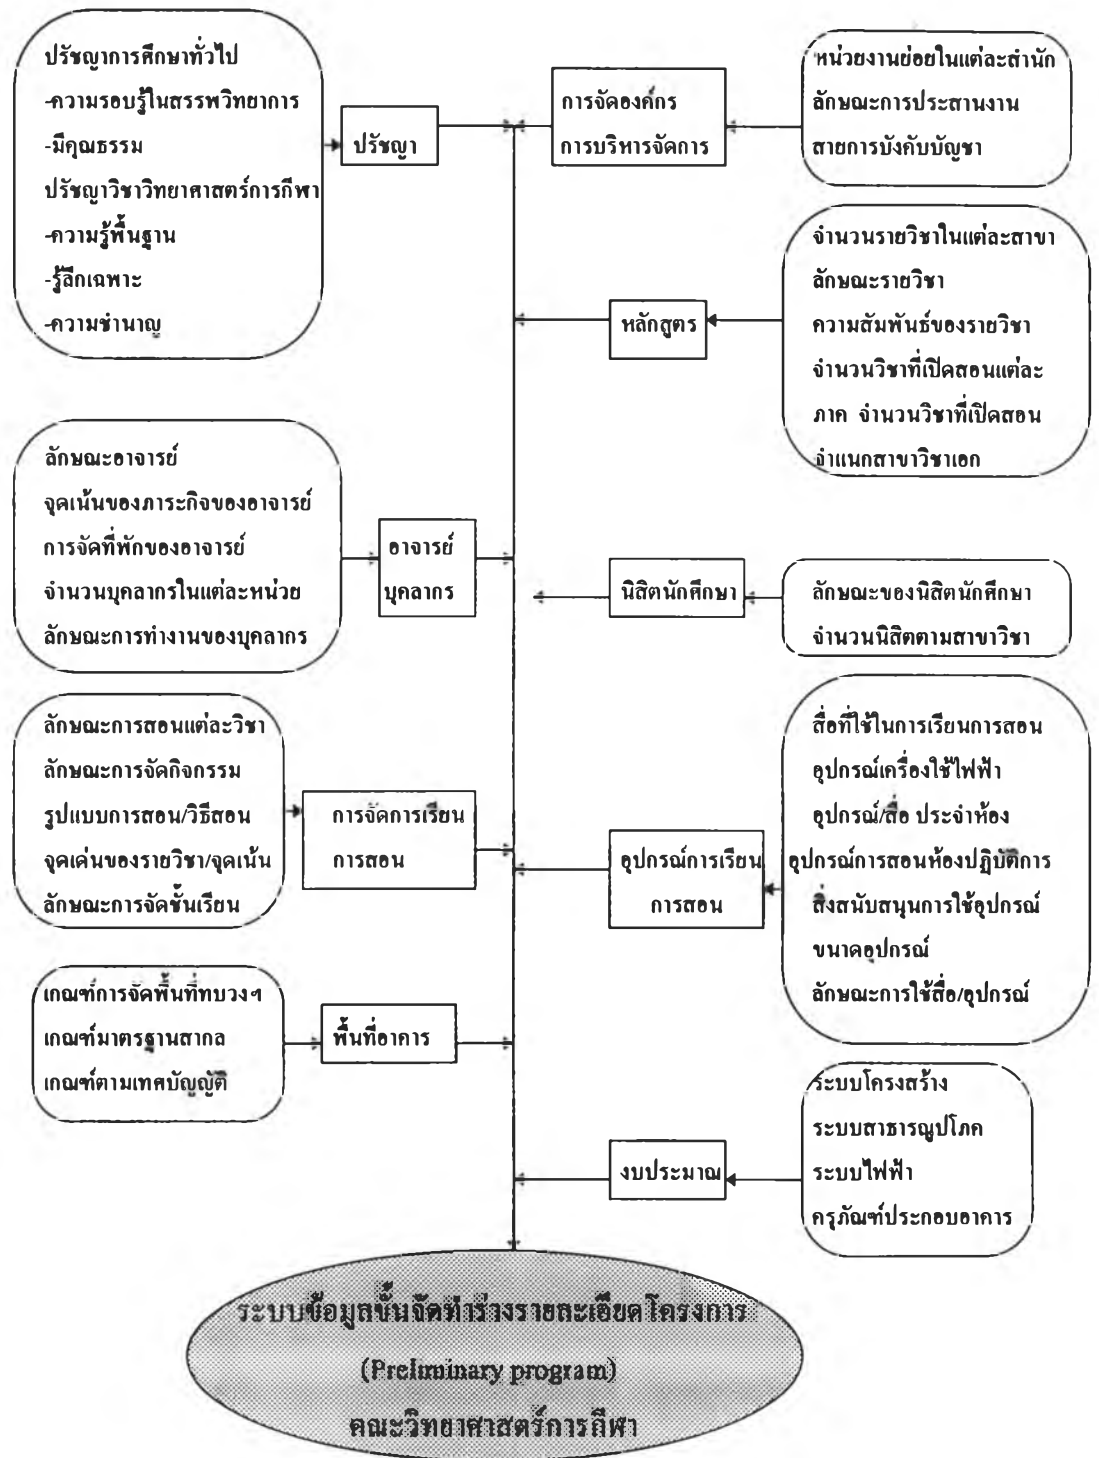 ปรัชญาการศึกษาทั่วไป
-ความรอบรู้ในสรรพวิทยาการ
-มีคุณธรรม
ปรัชญาวิชาวิทยาศาสตร์การกีฬา
-ความรู้พื้นฐาน
-รู้ลึกเฉพาะ
-ความชำนาญ
ปรัชญา
การจัดองค์กร
การบริหารจัดการ
หน่วยงานย่อยในแต่ละสำนัก
ลักษณะการประสานงาน
สายการบังคับบัญชา
หลักสูตร
จำนวนรายวิชาในแต่ละสาขา
ลักษณะรายวิชา
ความสัมพันธ์ของรายวิชา
จำนวนวิชาที่เปิดสอนแต่ละ
ภาค จำนวนวิชาที่เปิดสอน
จำแนกสาขาวิชาเอก
ลักษณะอาจารย์
จุดเน้นของภาระกิจของอาจารย์
การจัดที่พักของอาจารย์
จำนวนบุคลากรในแต่ละหน่วย
ลักษณะการทำงานของบุคลากร
อาจารย์
บุคลากร
นิสิตนักศึกษา
ลักษณะของนิสิตนักศึกษา
จำนวนนิสิตตามสาขาวิชา
ลักษณะการสอนแต่ละวิชา
ลักษณะการจัดกิจกรรม
รูปแบบการสอน/วิธีสอน
จุดเด่นของรายวิชา/จุดเน้น
ลักษณะการจัดชั้นเรียน
การจัดการเรียน
การสอน
อุปกรณ์การเรียน
การสอน
สื่อที่ใช้ในการเรียนการสอน
อุปกรณ์เครื่องใช้ไฟฟ้า
อุปกรณ์/สื่อ ประจำห้อง
อุปกรณ์การสอนห้องปฏิบัติการ
สิ่งสนับสนุนการใช้อุปกรณ์
ขนาดอุปกรณ์
ลักษณะการใช้สื่อ/อุปกรณ์
เกณฑ์การจัดพื้นที่ทบวงฯ
เกณฑ์มาตรฐานสากล
เกณฑ์ตามเทศบัญญัติ
พื้นที่อาคาร
งบประมาณ
ระบบโครงสร้าง
ระบบสาธารณูปโภค
ระบบไฟฟ้า
ครุภัณฑ์ประกอบอาคาร
ระบบข้อมูลขั้นจัดทำร่างรายละเอียดโครงการ
(Preliminary program)
คณะวิทยาศาสตร์การกีฬา